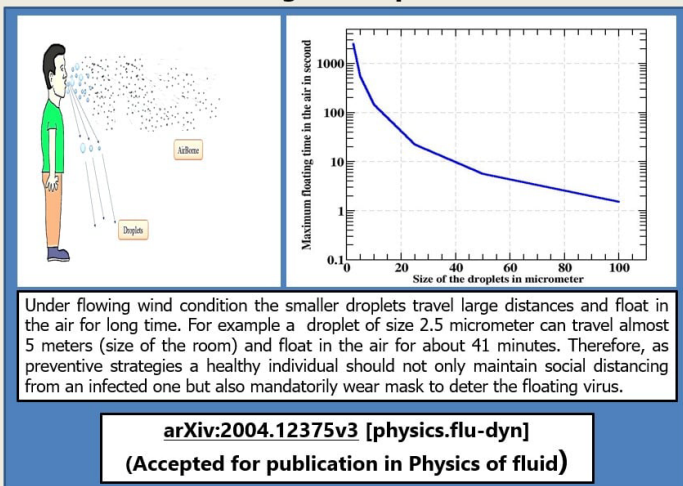 AirBorne
Droplets
Maximum floating time in the air in second
1000
100
10
1
0.1
0 20 40 60 80 100
Size of the droplets in micrometer
Under flowing wind condition the smaller droplets travel large distances and float in
the air for long time. For example a droplet of size 2.5 micrometer can travel almost
5 meters (size of the room) and float in the air for about 41 minutes. Therefore, as
preventive strategies a healthy individual should not only maintain social distancing
from an infected one but also mandatorily wear mask to deter the floating virus.
arXiv:2004.12375v3 [physics.flu-dyn]
(Accepted for publication in Physics of fluid)